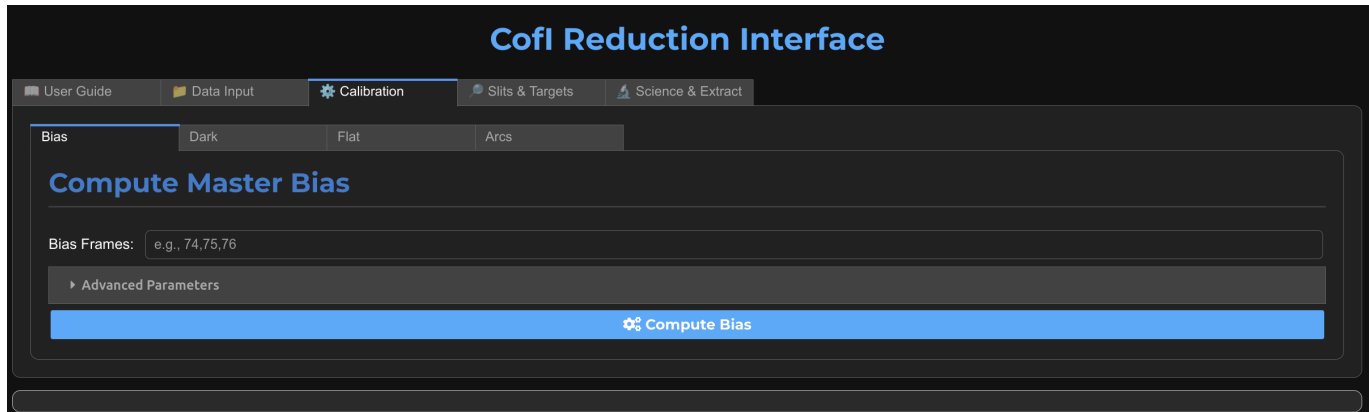 CofI Reduction Interface
User Guide Data Input Calibration Slits & Targets Science & Extract
Bias Dark Flat Arcs
Compute Master Bias
Bias Frames: e.g., 74,75,76
Advanced Parameters
Compute Bias